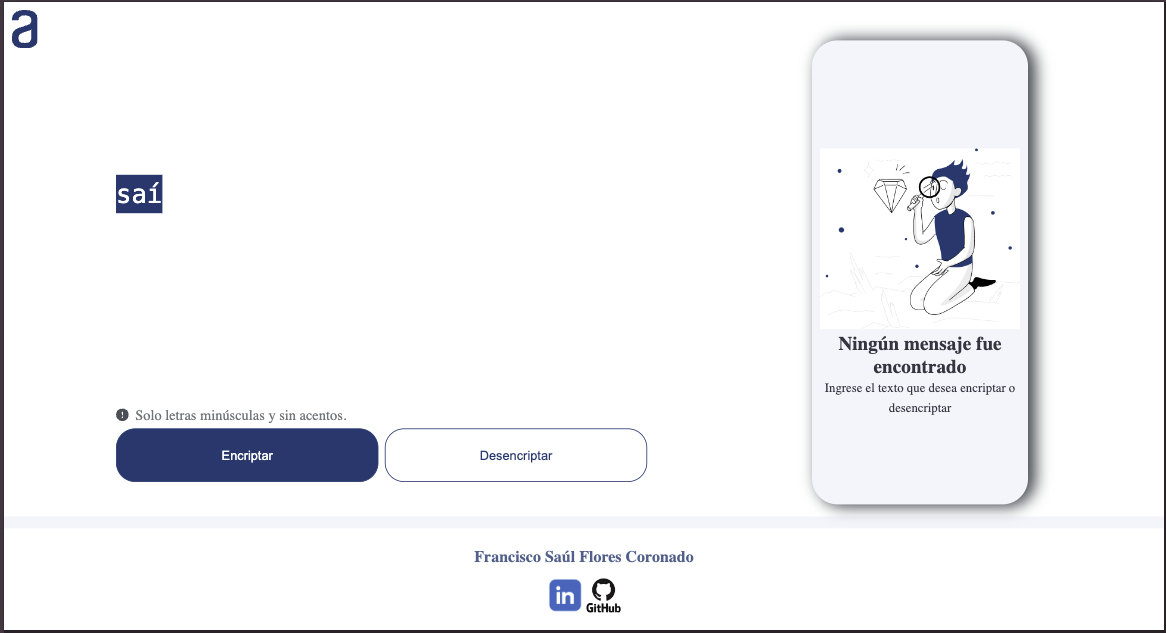 a
saí
Ningún mensaje fue
encontrado
Ingrese el texto que desea encriptar o
desencriptar
Solo letras minúsculas y sin acentos.
Encriptar
Desencriptar
Francisco Saúl Flores Coronado
in
GitHub